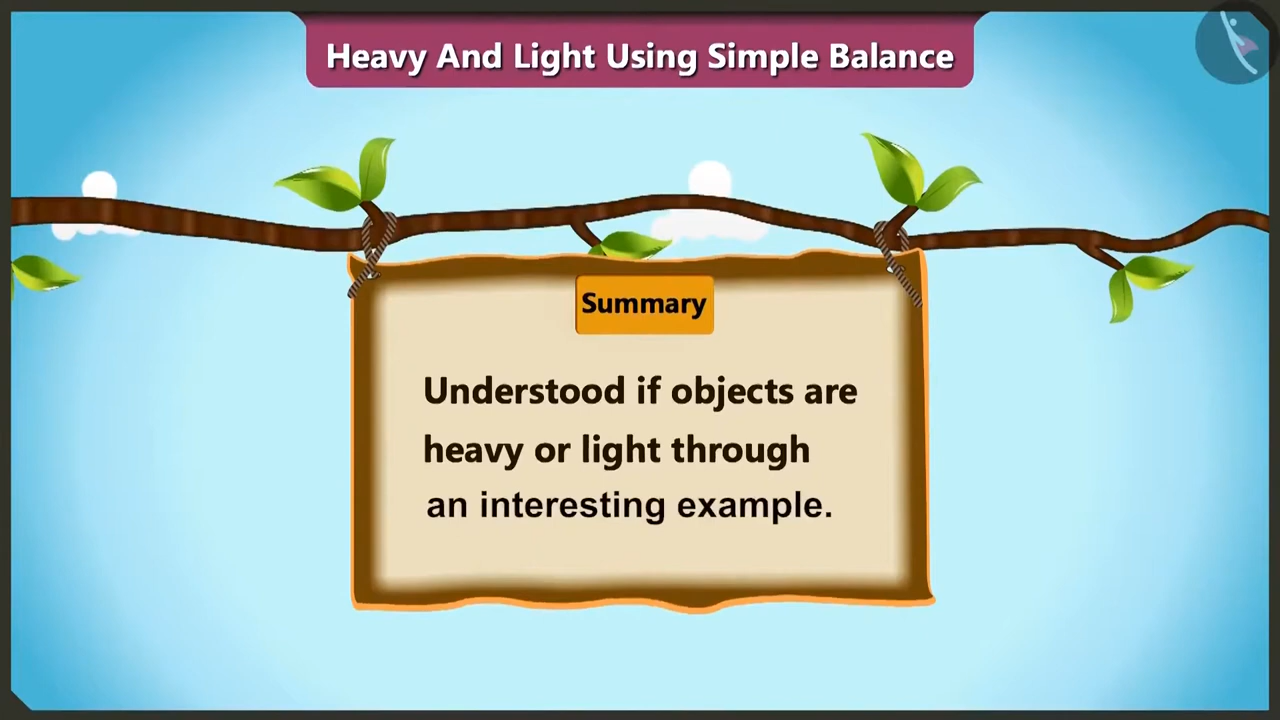 Heavy And Light Using Simple Balance
Summary
Understood if objects are
heavy or light through
an interesting example.